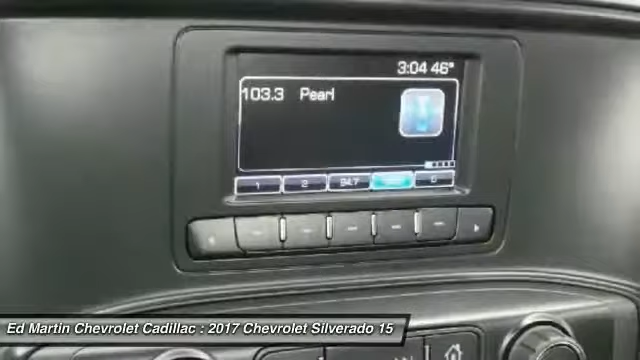 3:04 46°
103.3 Pearl
1 2 94.7
Ed Martin Chevrolet Cadillac : 2017 Chevrolet Silverado 15